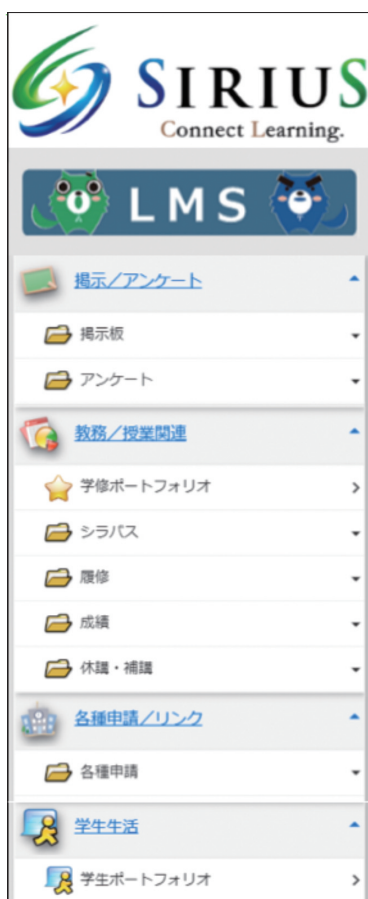 SIRIUS
Connect Learning.
LMS
掲示／アンケート
掲示板
アンケート
教務／授業関連
学修ポートフォリオ
シラバス
履修
成績
休講・補講
各種申請／リンク
各種申請
学生生活
学生ポートフォリオ